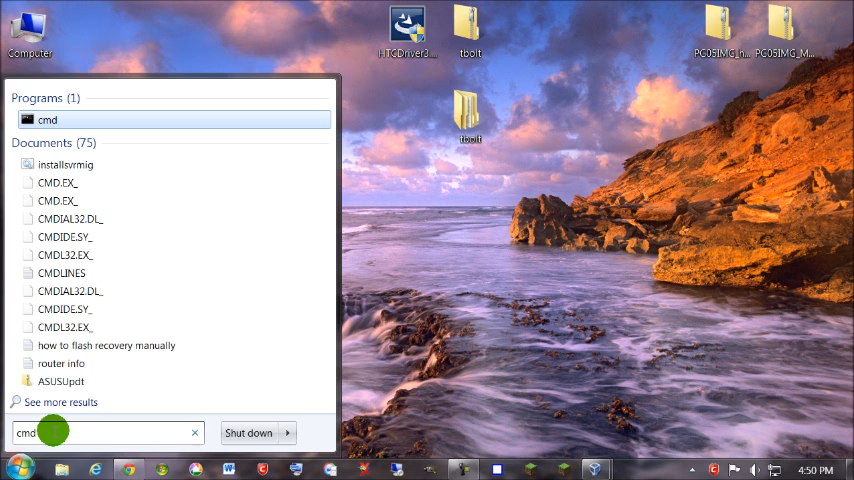 Computer
HTCDriver3...
tbolt
PG05IMG_n...
PG05IMG_M...
tbolt
Programs (1)
cmd
Documents (75)
installsvrmig
CMD.EX_
CMD.EX_
CMDIAL32.DL_
CMDIDE.SY_
CMDL32.EX_
CMDLINES
CMDIAL32.DL_
CMDIDE.SY_
CMDL32.EX_
how to flash recovery manually
router info
ASUSUpdt
See more results
cmd
Shut down
4:50 PM